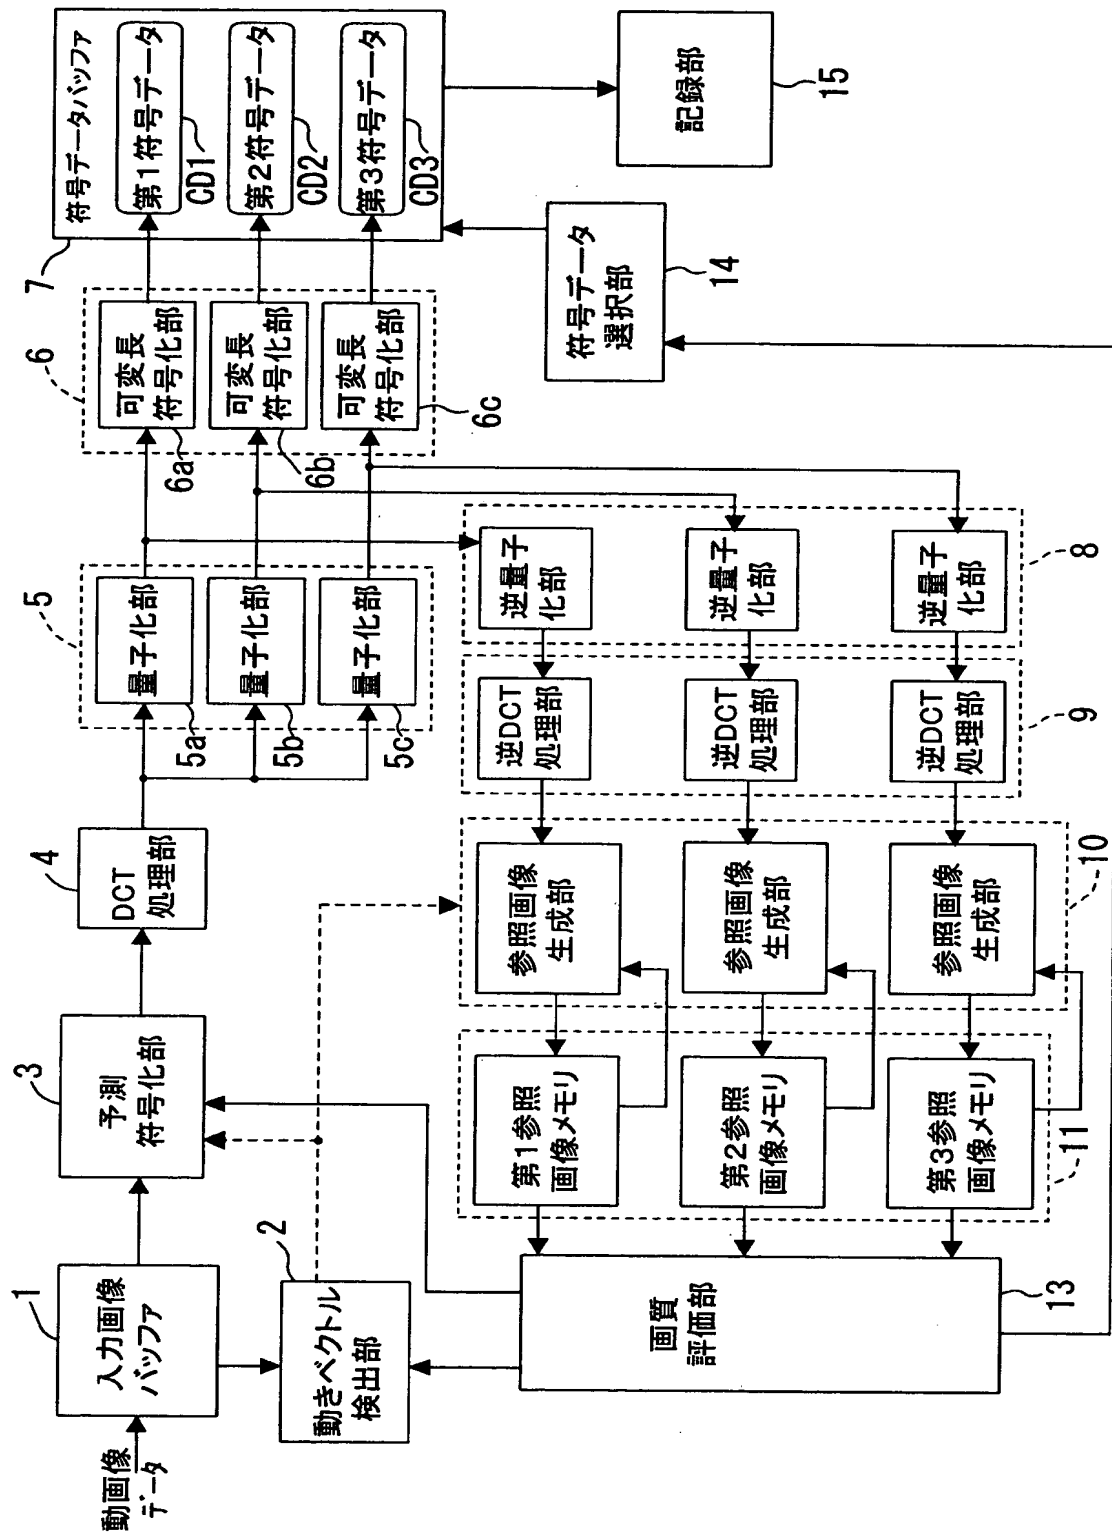 動画像
データ
1
入力画像
バッファ
2
動きベクトル
検出部
3
予測
符号化部
4
DCT
処理部
5
量子化部
5a
量子化部
5b
量子化部
5c
6
可変長
符号化部
6a
可変長
符号化部
6b
可変長
符号化部
6c
7
符号データバッファ
第1符号データ
CD1
第2符号データ
CD2
第3符号データ
CD3
逆量子
化部
逆量子
化部
逆量子
化部
8
逆DCT
処理部
逆DCT
処理部
逆DCT
処理部
9
参照画像
生成部
参照画像
生成部
参照画像
生成部
10
第1参照
画像メモリ
第2参照
画像メモリ
第3参照
画像メモリ
11
画質
評価部
13
符号データ
選択部
14
記録部
15